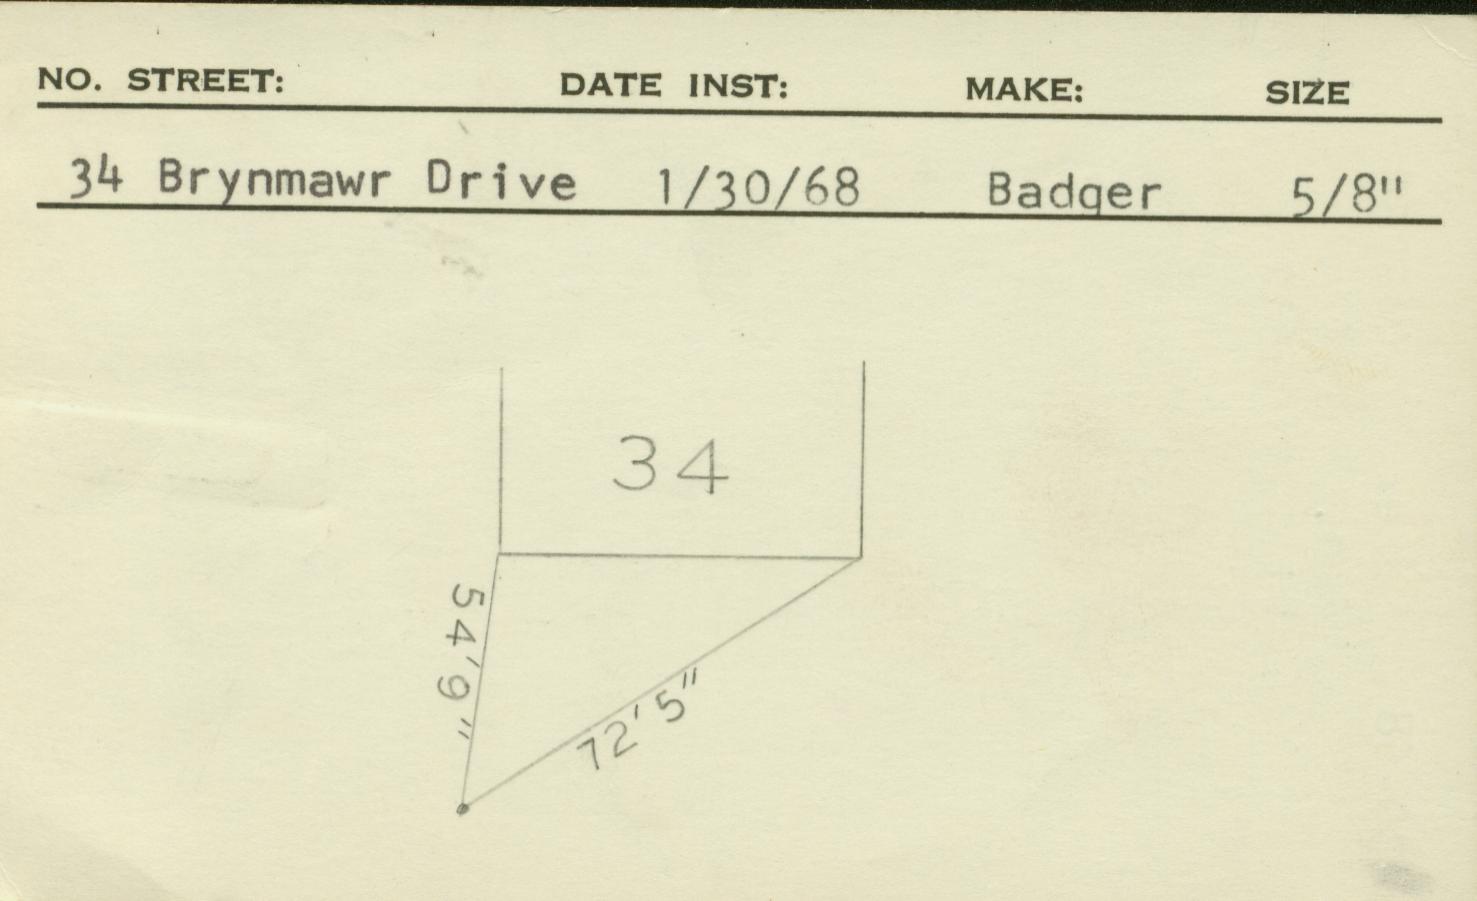 NO. STREET: DATE INST: MAKE: SIZE
34 Brynmawr Drive 1/30/68 Badger 5/8"
34
54'9"
72'5"